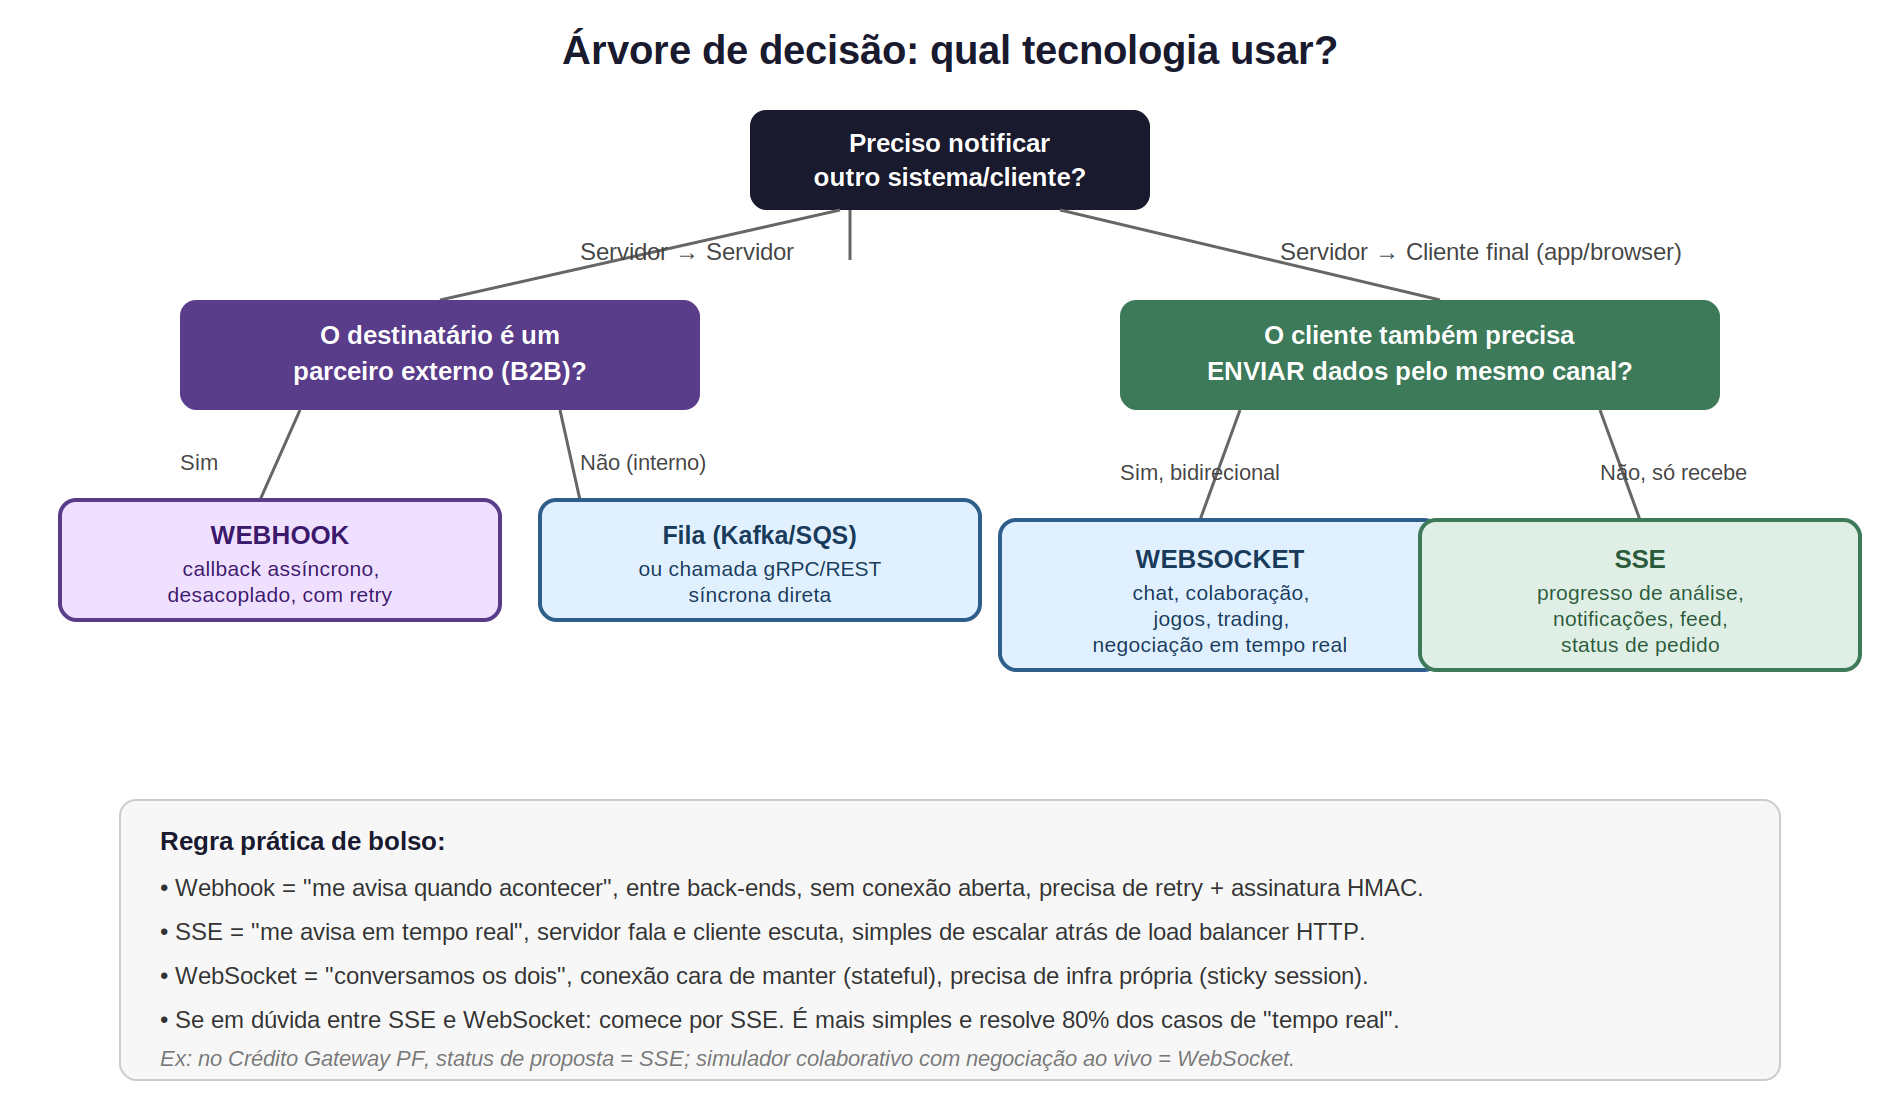 Árvore de decisão: qual tecnologia usar?
Preciso notificar
outro sistema/cliente?
Servidor → Servidor
Servidor → Cliente final (app/browser)
O destinatário é um
parceiro externo (B2B)?
O cliente também precisa
ENVIAR dados pelo mesmo canal?
Sim
Não (interno)
Sim, bidirecional
Não, só recebe
WEBHOOK
callback assíncrono,
desacoplado, com retry
Fila (Kafka/SQS)
ou chamada gRPC/REST
síncrona direta
WEBSOCKET
chat, colaboração,
jogos, trading,
negociação em tempo real
SSE
progresso de análise,
notificações, feed,
status de pedido
Regra prática de bolso:
• Webhook = "me avisa quando acontecer", entre back-ends, sem conexão aberta, precisa de retry + assinatura HMAC.
• SSE = "me avisa em tempo real", servidor fala e cliente escuta, simples de escalar atrás de load balancer HTTP.
• WebSocket = "conversamos os dois", conexão cara de manter (stateful), precisa de infra própria (sticky session).
• Se em dúvida entre SSE e WebSocket: comece por SSE. É mais simples e resolve 80% dos casos de "tempo real".
Ex: no Crédito Gateway PF, status de proposta = SSE; simulador colaborativo com negociação ao vivo = WebSocket.